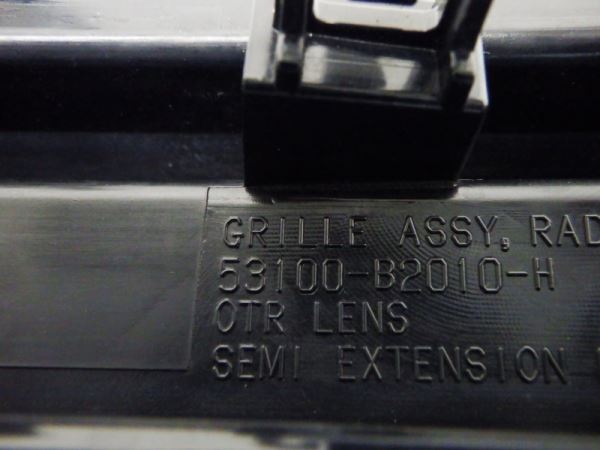 GRILLE ASSY, RAD
53100-B2010-H
OTR LENS
SEMI EXTENSION